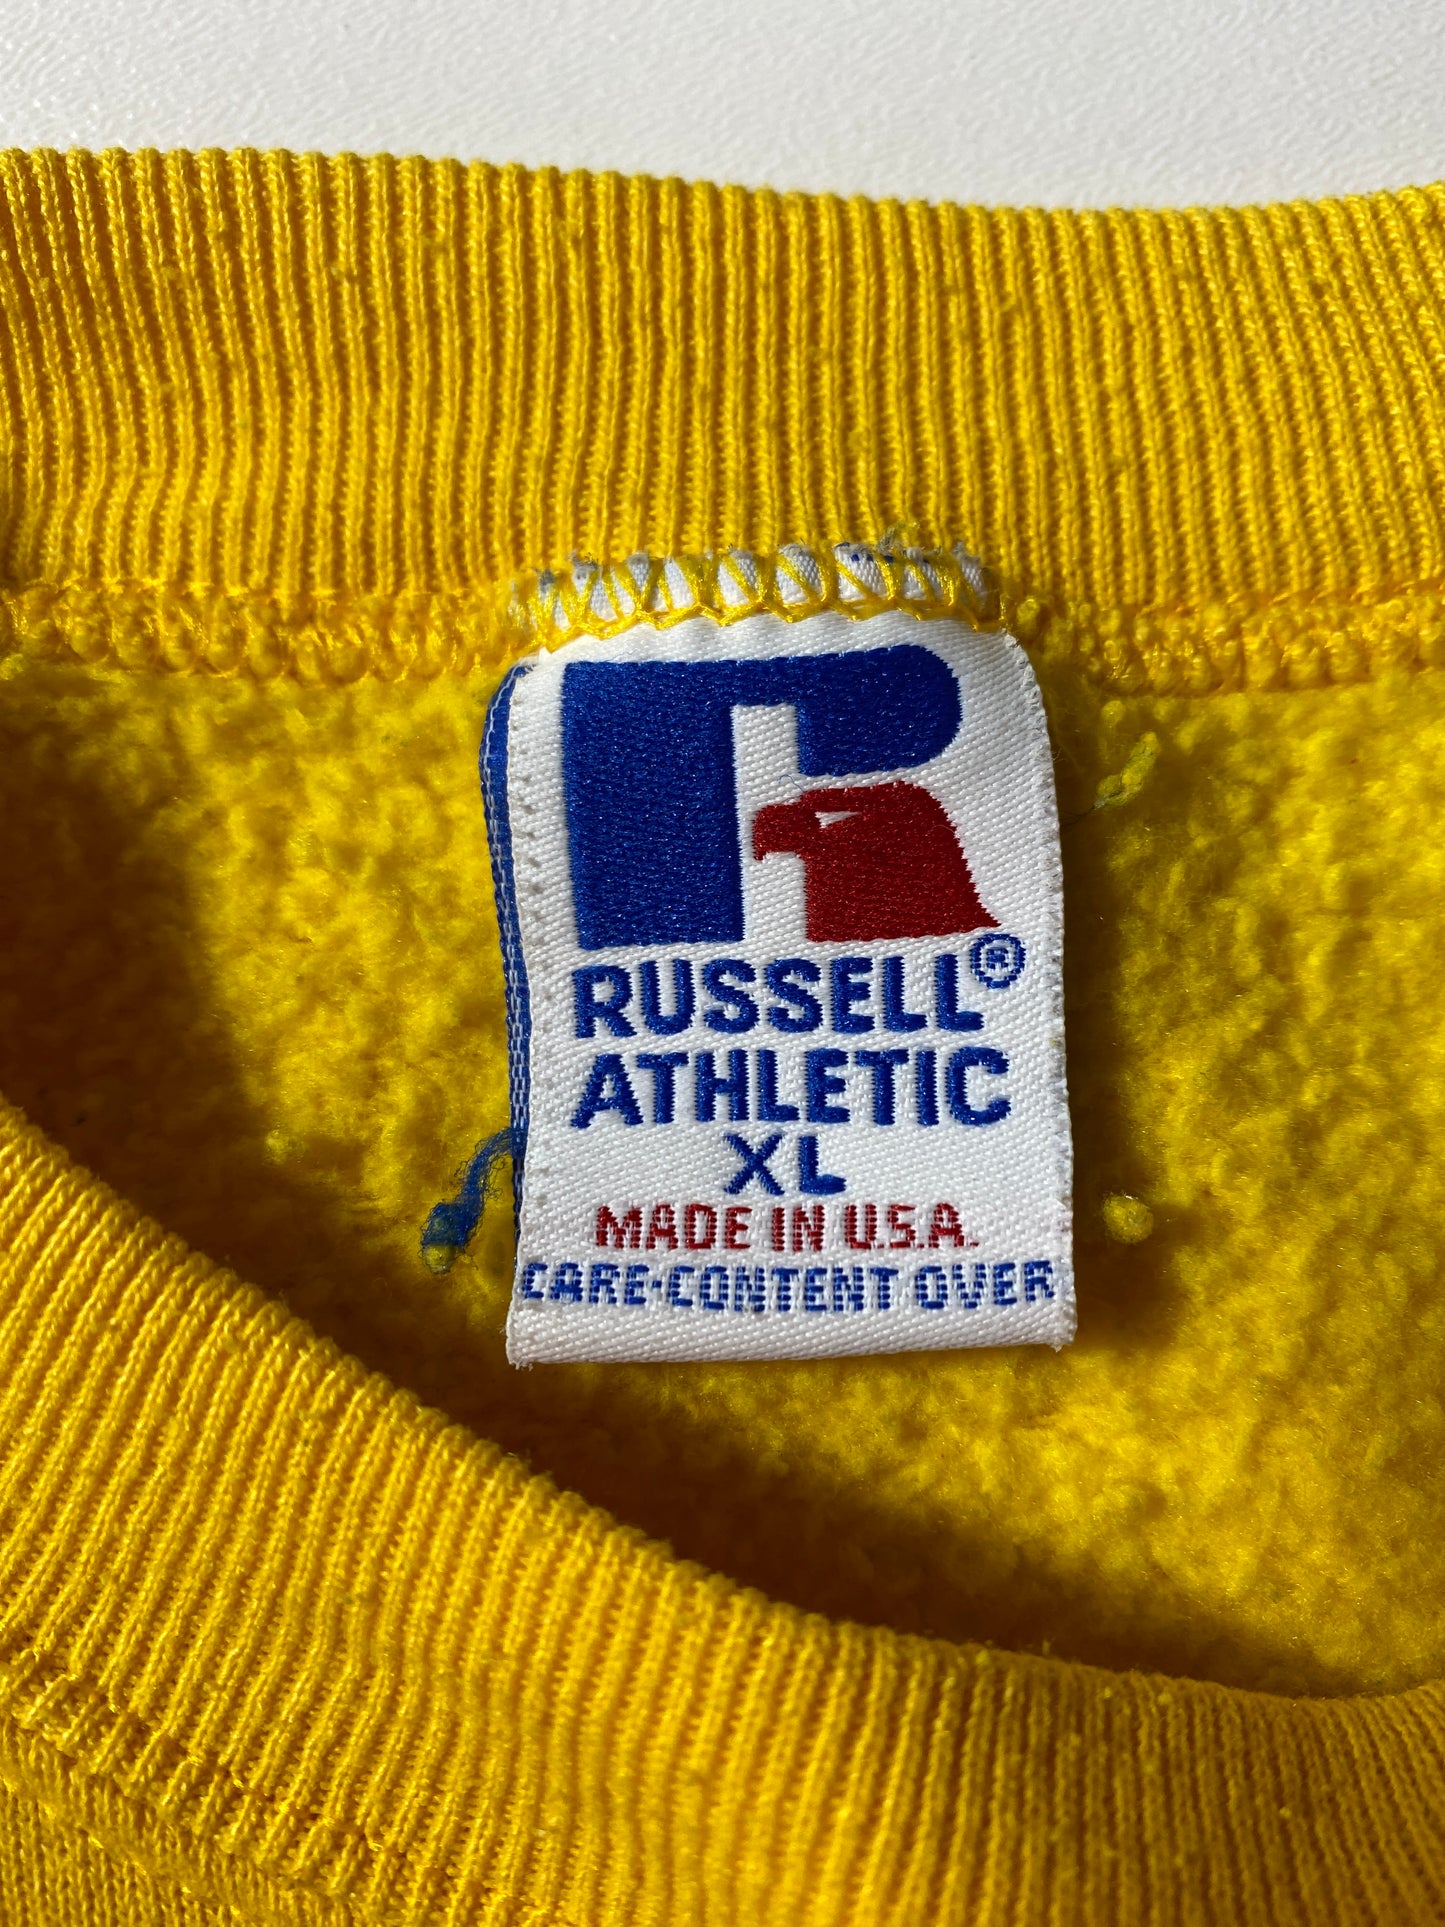 R
RUSSELL®
ATHLETIC
XL
MADE IN U.S.A.
CARE-CONTENT OVER